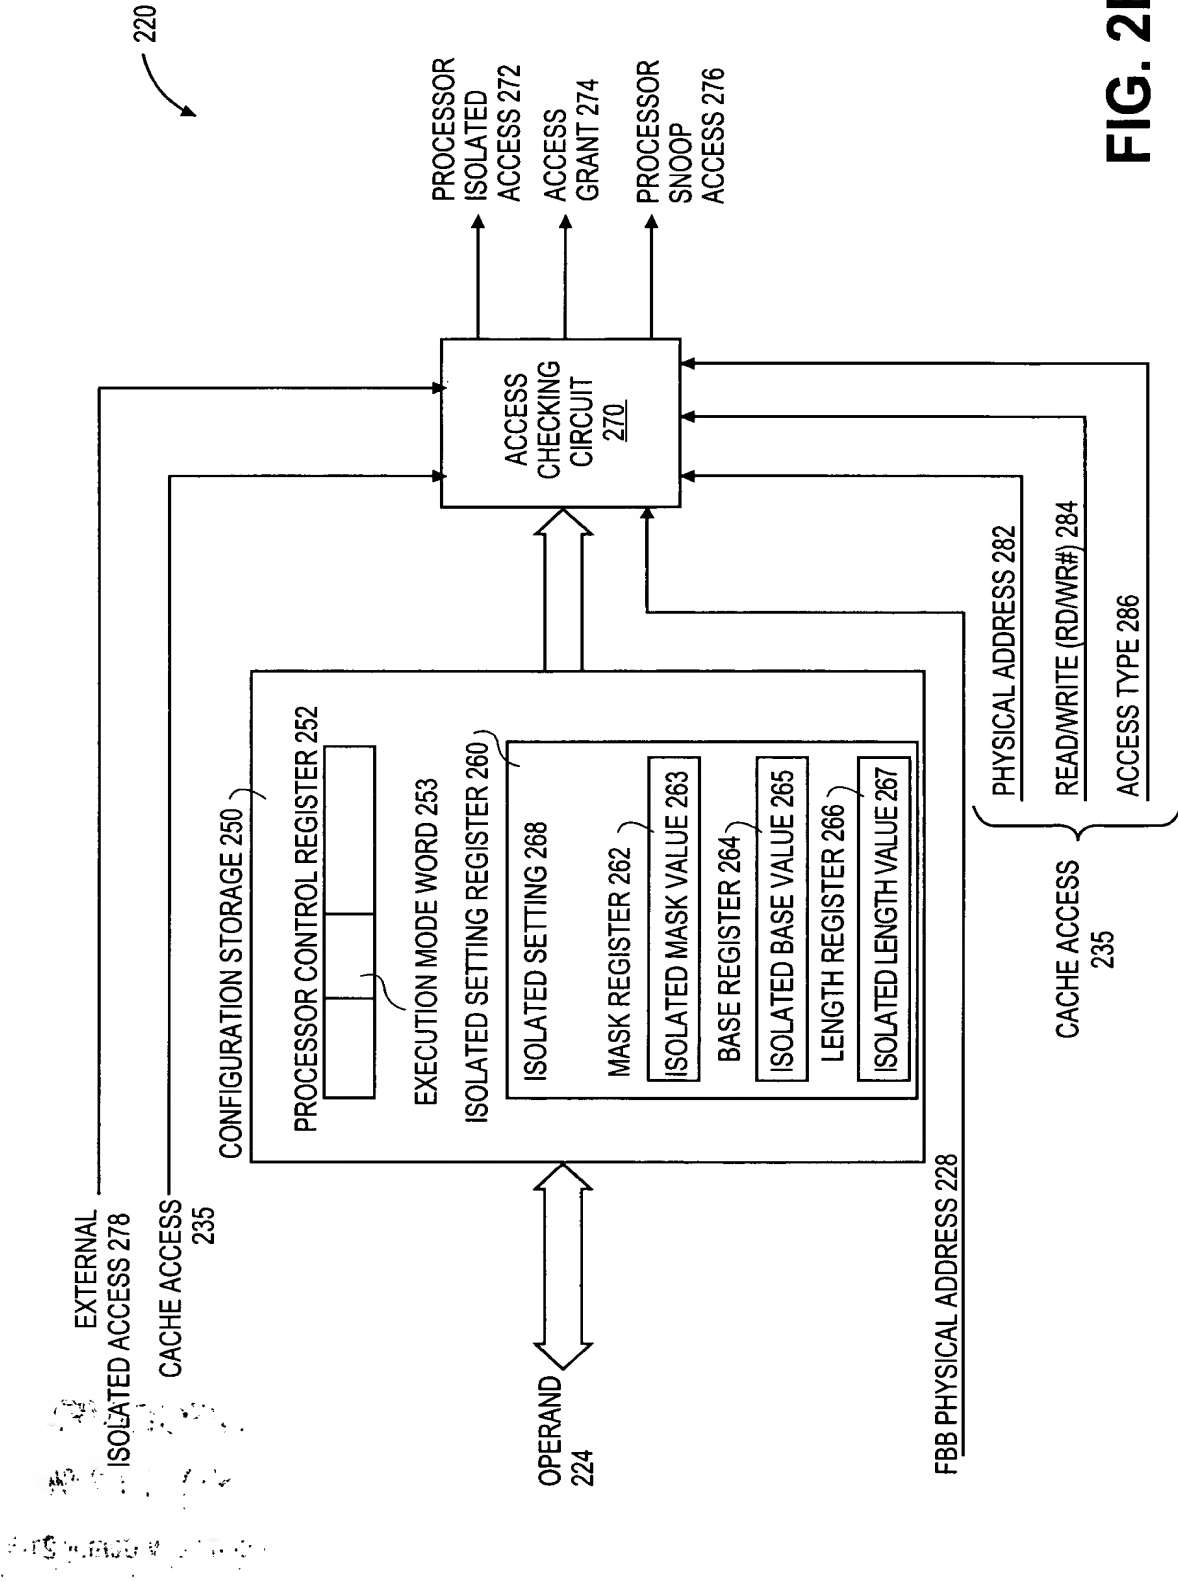 220
EXTERNAL
ISOLATED ACCESS 278
CACHE ACCESS
235
CONFIGURATION STORAGE 250
PROCESSOR CONTROL REGISTER 252
EXECUTION MODE WORD 253
ISOLATED SETTING REGISTER 260
ISOLATED SETTING 268
MASK REGISTER 262
ISOLATED MASK VALUE 263
BASE REGISTER 264
ISOLATED BASE VALUE 265
LENGTH REGISTER 266
ISOLATED LENGTH VALUE 267
OPERAND
224
ACCESS
CHECKING
CIRCUIT
270
PROCESSOR
ISOLATED
ACCESS 272
ACCESS
GRANT 274
PROCESSOR
SNOOP
ACCESS 276
FBB PHYSICAL ADDRESS 228
PHYSICAL ADDRESS 282
READ/WRITE (RD/WR#) 284
ACCESS TYPE 286
CACHE ACCESS
235
FIG.